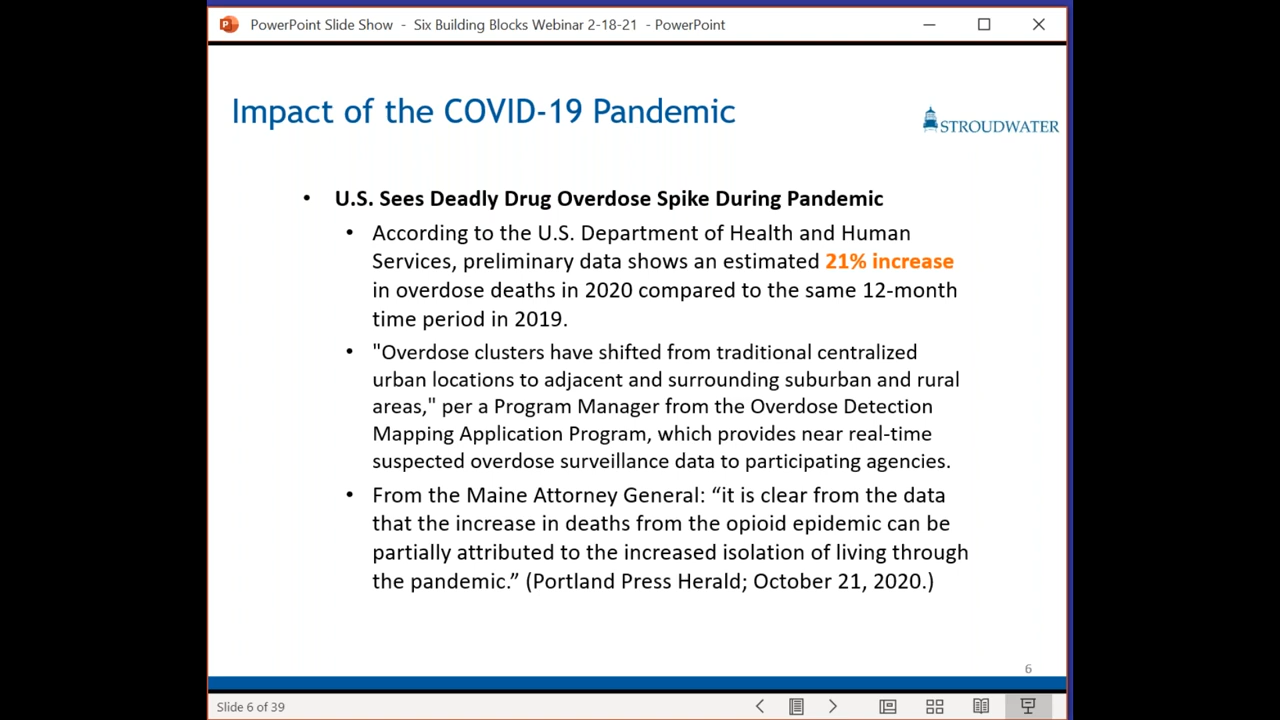 PowerPoint Slide Show - Six Building Blocks Webinar 2-18-21 - PowerPoint
Impact of the COVID-19 Pandemic
STROUDWATER
• U.S. Sees Deadly Drug Overdose Spike During Pandemic
• According to the U.S. Department of Health and Human
Services, preliminary data shows an estimated 21% increase
in overdose deaths in 2020 compared to the same 12-month
time period in 2019.
• "Overdose clusters have shifted from traditional centralized
urban locations to adjacent and surrounding suburban and rural
areas," per a Program Manager from the Overdose Detection
Mapping Application Program, which provides near real-time
suspected overdose surveillance data to participating agencies.
• From the Maine Attorney General: “it is clear from the data
that the increase in deaths from the opioid epidemic can be
partially attributed to the increased isolation of living through
the pandemic.” (Portland Press Herald; October 21, 2020.)
6
Slide 6 of 39